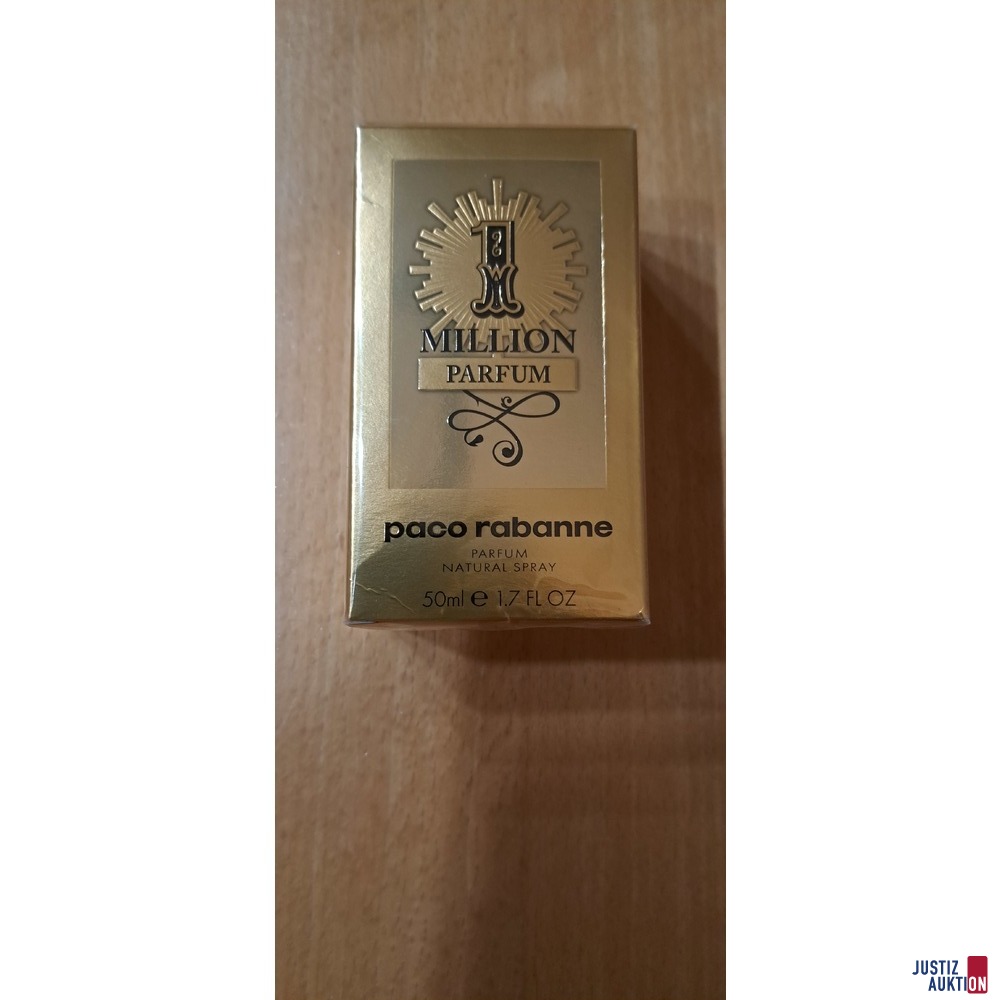 1
MILLION
PARFUM
paco rabanne
PARFUM
NATURAL SPRAY
50ml ℮ 1.7 FL OZ
JUSTIZ
AUKTION